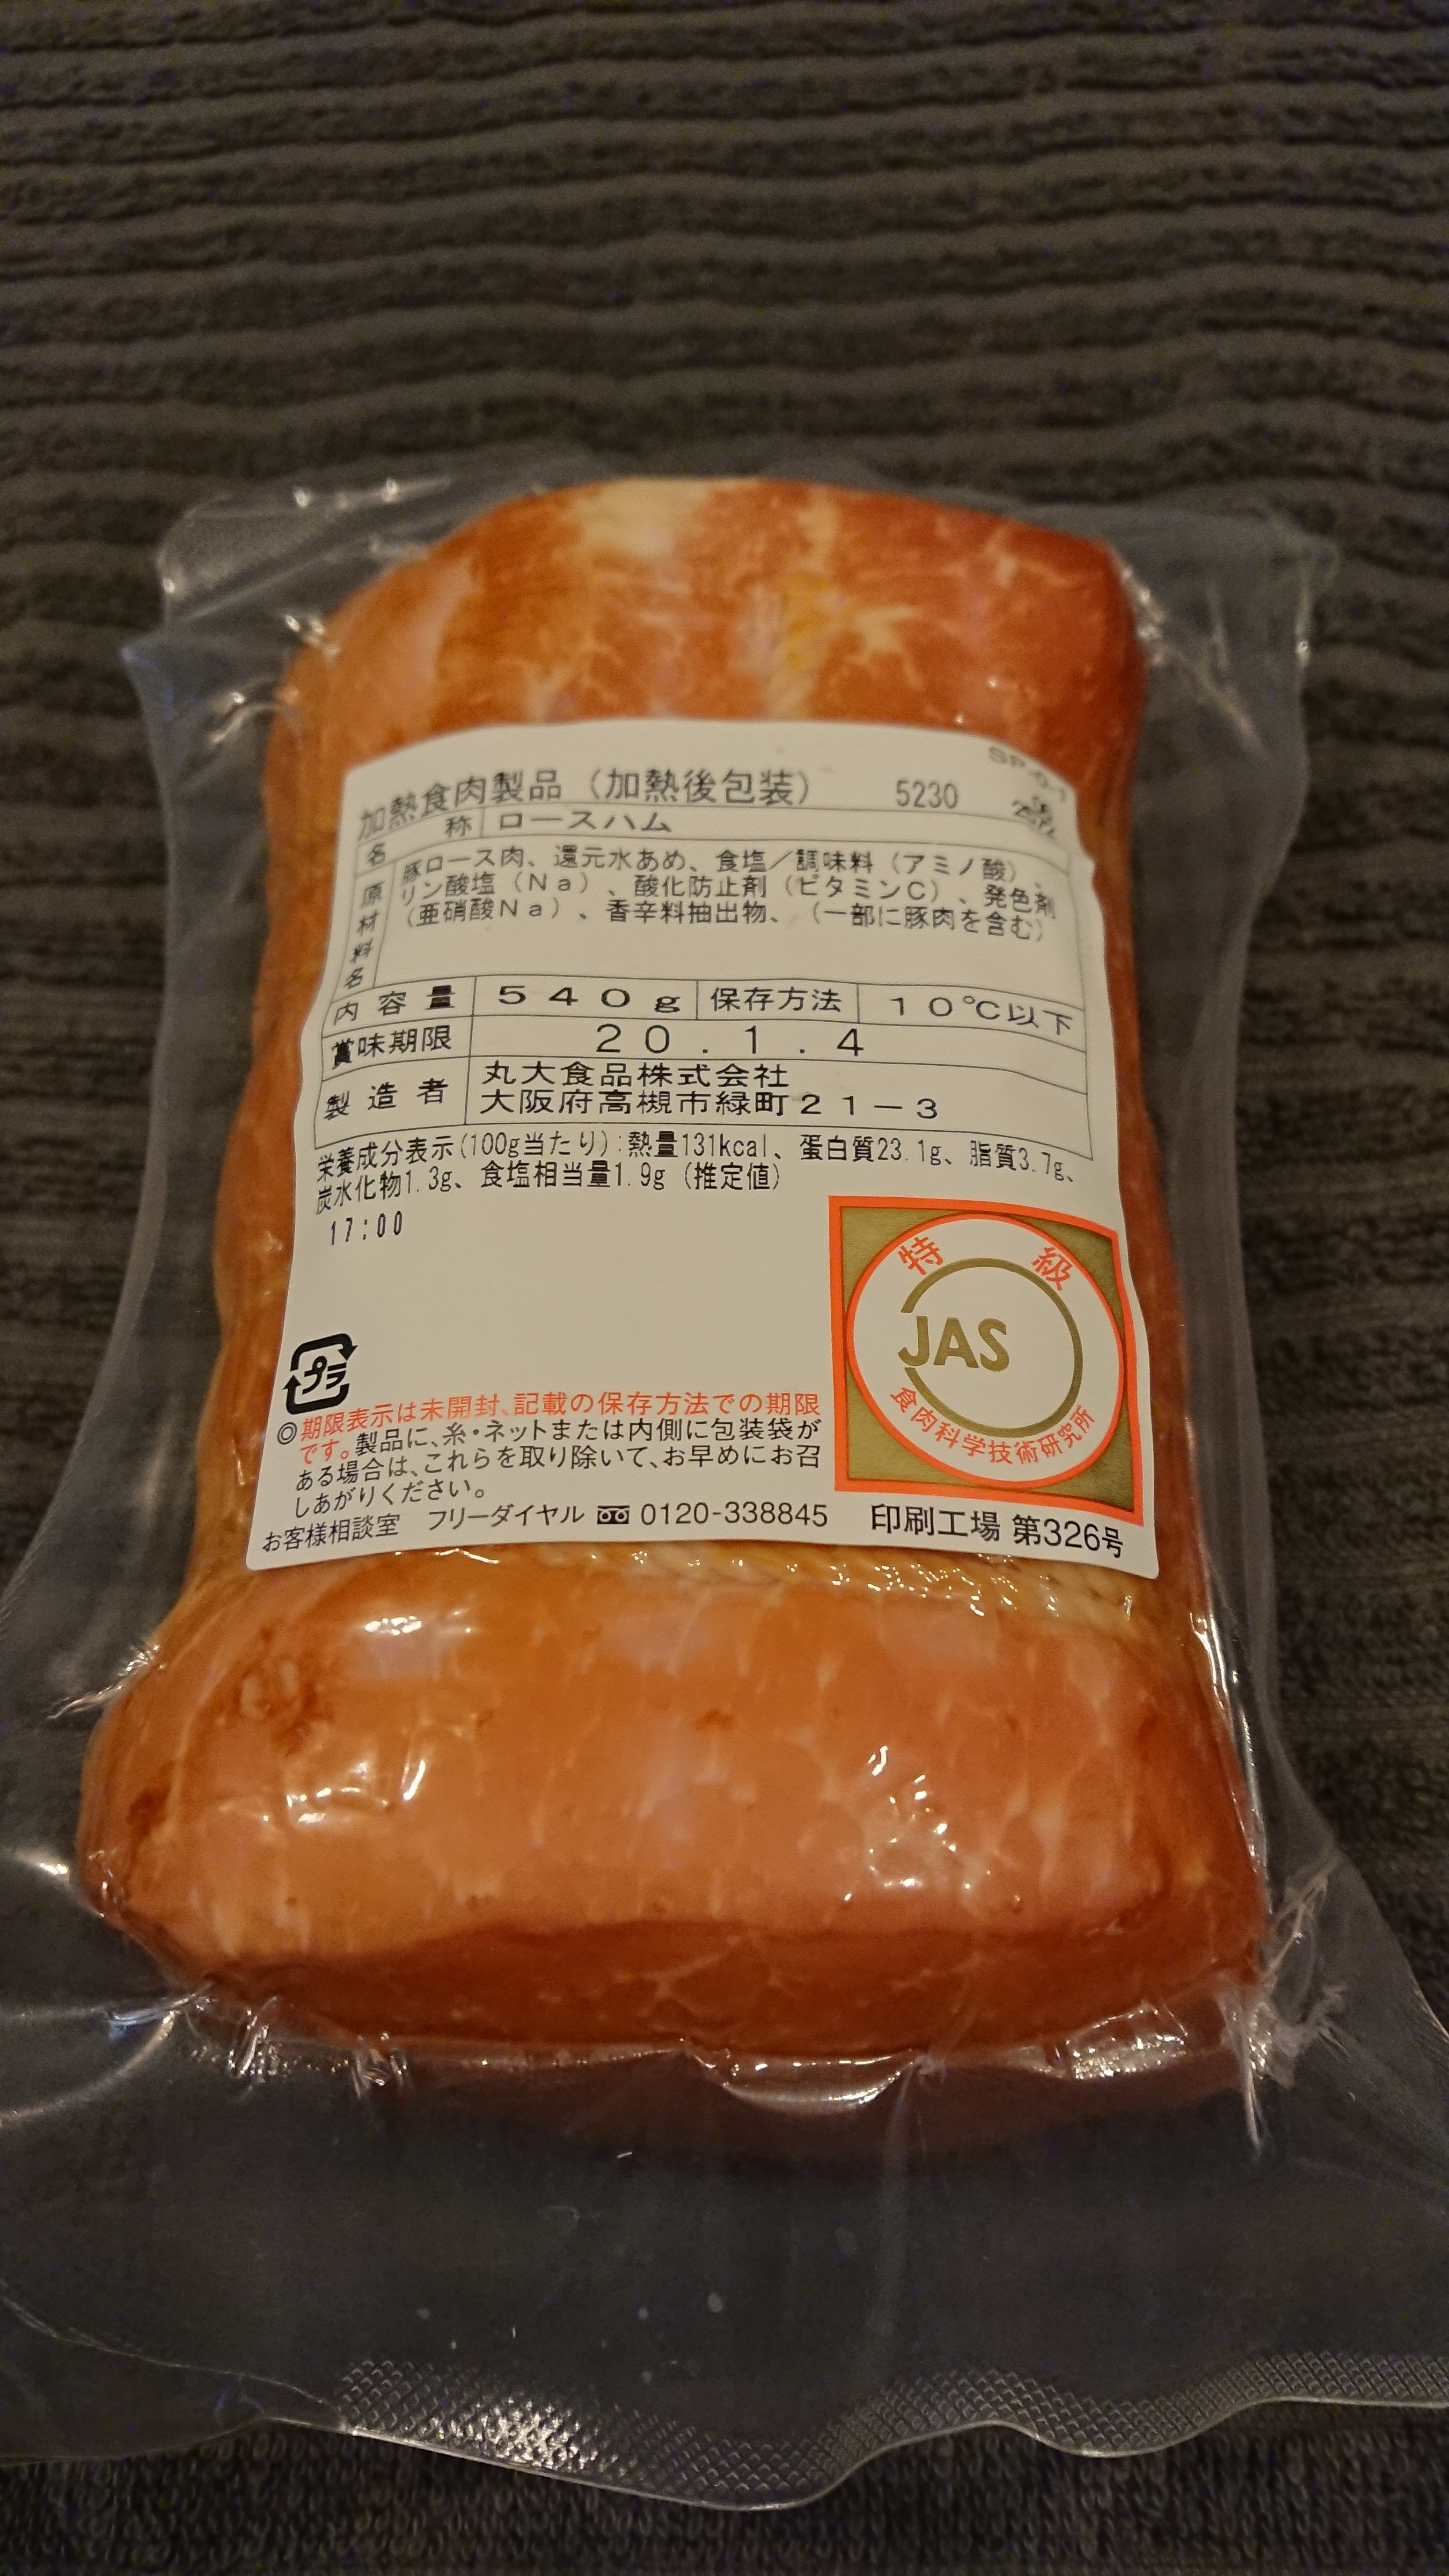 加熱食肉製品（加熱後包装） 5230
名 称 ロースハム
原材料名 豚ロース肉、還元水あめ、食塩／調味料（アミノ酸）、
リン酸塩（Na）、酸化防止剤（ビタミンC）、発色剤
（亜硝酸Na）、香辛料抽出物、（一部に豚肉を含む）
内容量 540g 保存方法 10℃以下
賞味期限 20.1.4
製造者 丸大食品株式会社
大阪府高槻市緑町21－3
栄養成分表示(100g当たり):熱量131kcal、蛋白質23.1g、脂質3.7g、
炭水化物1.3g、食塩相当量1.9g（推定値）
17:00
特級
JAS
食肉科学技術研究所
プラ
◎期限表示は未開封、記載の保存方法での期限
です。製品に、糸・ネットまたは内側に包装袋が
ある場合は、これらを取り除いて、お早めにお召
しあがりください。
お客様相談室 フリーダイヤル 0120-338845 印刷工場 第326号